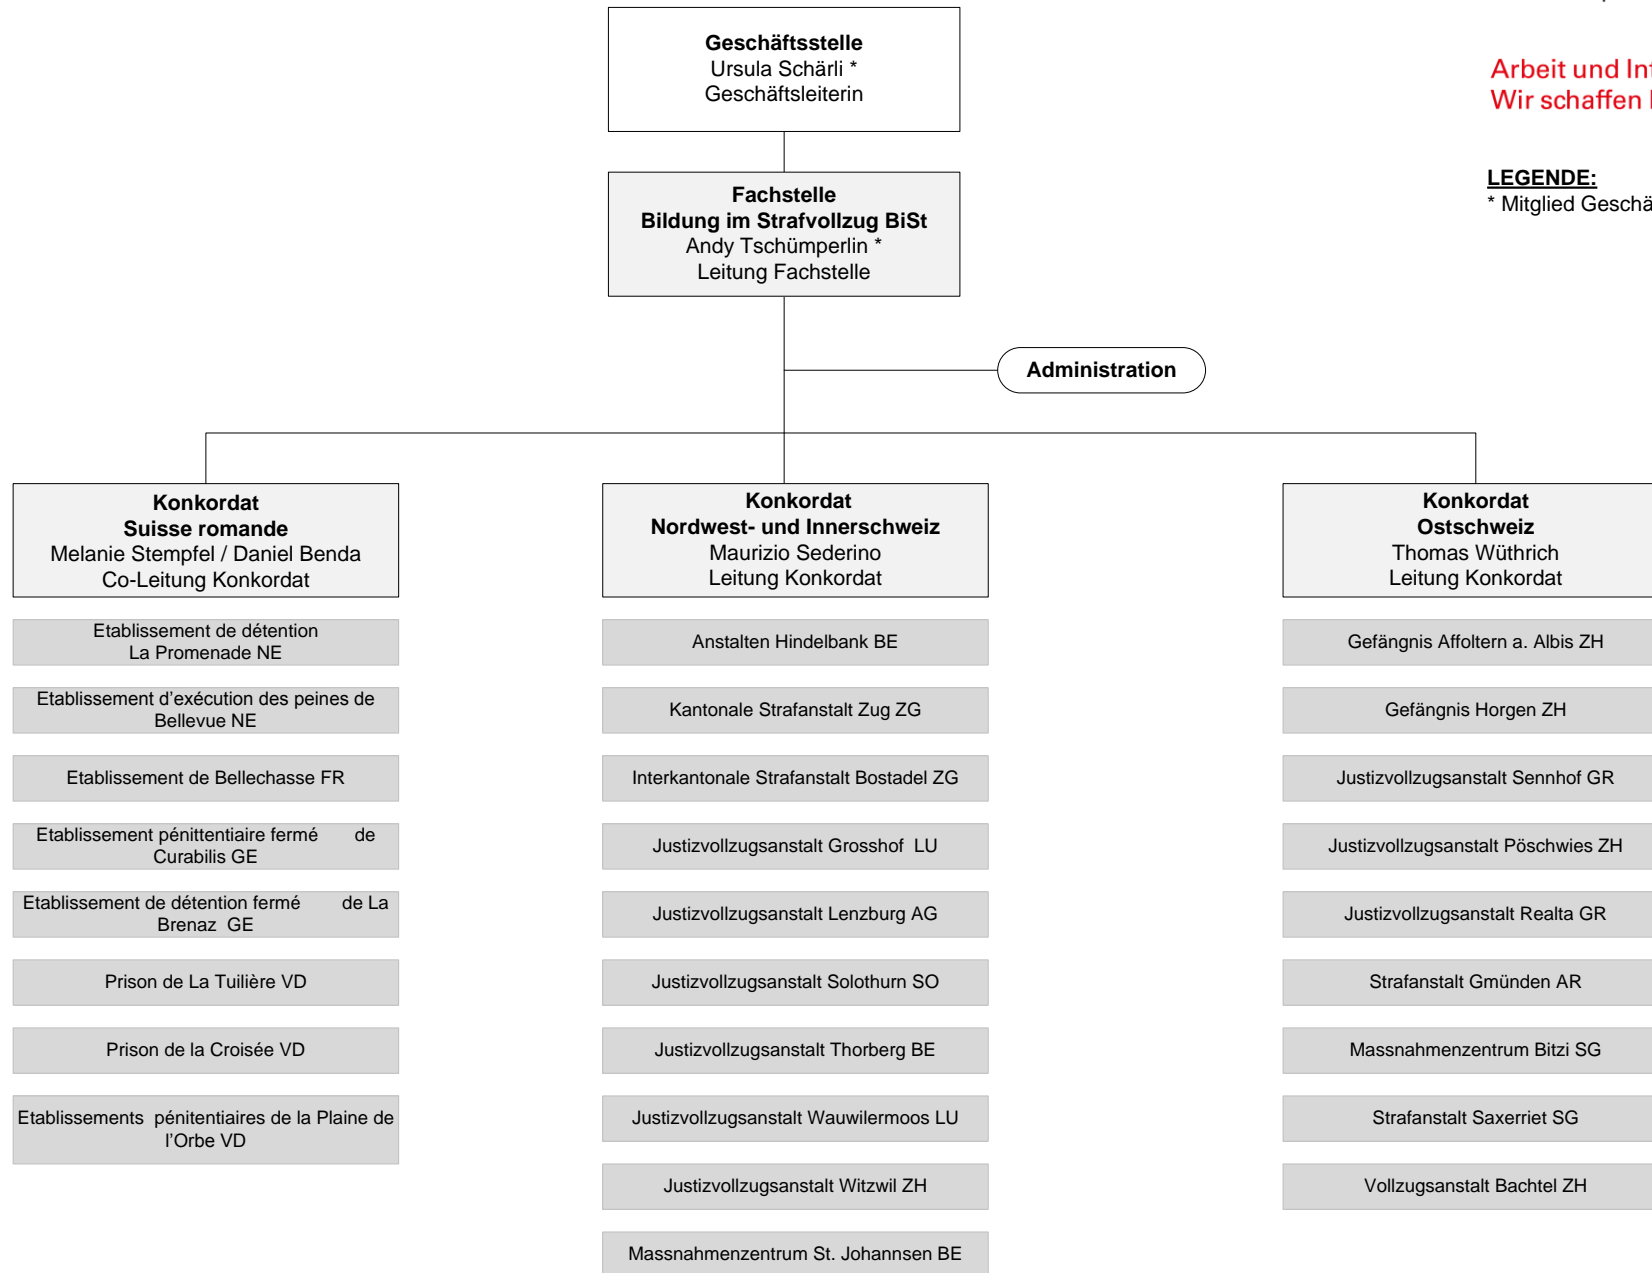 Geschäftsstelle
Ursula Schärli *
Geschäftsleiterin
Arbeit und
Wir schaffen
LEGENDE:
* Mitglied
Fachstelle
Bildung im Strafvollzug BiSt
Andy Tschümperlin *
Leitung Fachstelle
Administration
Konkordat
Suisse romande
Melanie Stempfel / Daniel Benda
Co-Leitung Konkordat
Etablissement de détention
La Promenade NE
Etablissement d'exécution des peines de
Bellevue NE
Etablissement de Bellechasse FR
Etablissement pénittentiaire fermé de
Curabilis GE
Etablissement de détention fermé de La
Brenaz GE
Prison de La Tuilière VD
Prison de la Croisée VD
Etablissements pénitentiaires de la Plaine de
l'Orbe VD
Konkordat
Nordwest- und Innerschweiz
Maurizio Sederino
Leitung Konkordat
Anstalten Hindelbank BE
Kantonale Strafanstalt Zug ZG
Interkantonale Strafanstalt Bostadel ZG
Justizvollzugsanstalt Grosshof LU
Justizvollzugsanstalt Lenzburg AG
Justizvollzugsanstalt Solothurn SO
Justizvollzugsanstalt Thorberg BE
Justizvollzugsanstalt Wauwilermoos LU
Justizvollzugsanstalt Witzwil ZH
Massnahmenzentrum St. Johannsen BE
Konkordat
Ostschweiz
Thomas Wüthrich
Leitung Konkordat
Gefängnis Affoltern a. Albis ZH
Gefängnis Horgen ZH
Justizvollzugsanstalt Sennhof GR
Justizvollzugsanstalt Pöschwies ZH
Justizvollzugsanstalt Realta GR
Strafanstalt Gmünden AR
Massnahmenzentrum Bitzi SG
Strafanstalt Saxerriet SG
Vollzugsanstalt Bachtel ZH